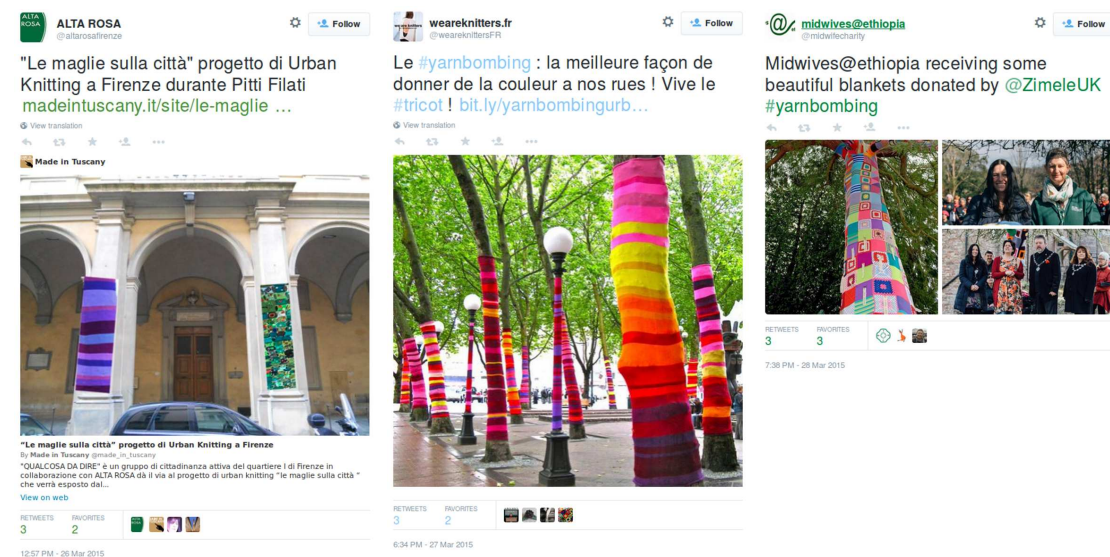 ALTA ROSA
ALTA
ROSA
@altarosafirenze
Follow
"Le maglie sulla città" progetto di Urban
Knitting a Firenze durante Pitti Filati
madeintuscany.it/site/le-maglie …
View translation
Made in Tuscany
“Le maglie sulla città” progetto di Urban Knitting a Firenze
By Made in Tuscany @made_in_tuscany
"QUALCOSA DA DIRE" è un gruppo di cittadinanza attiva del quartiere I di Firenze in
collaborazione con ALTA ROSA dà il via al progetto di urban knitting “le maglie sulla città “
che verrà esposto dal...
View on web
RETWEETS
3
FAVORITES
2
12:57 PM - 26 Mar 2015
weareknitters.fr
@weareknittersFR
Follow
Le #yarnbombing : la meilleure façon de
donner de la couleur a nos rues ! Vive le
#tricot ! bit.ly/yarnbombingurb…
View translation
RETWEETS
3
FAVORITES
2
6:34 PM - 27 Mar 2015
midwives@ethiopia
@midwifecharity
Follow
Midwives@ethiopia receiving some
beautiful blankets donated by @ZimeleUK
#yarnbombing
RETWEETS
3
FAVORITES
3
7:38 PM - 28 Mar 2015